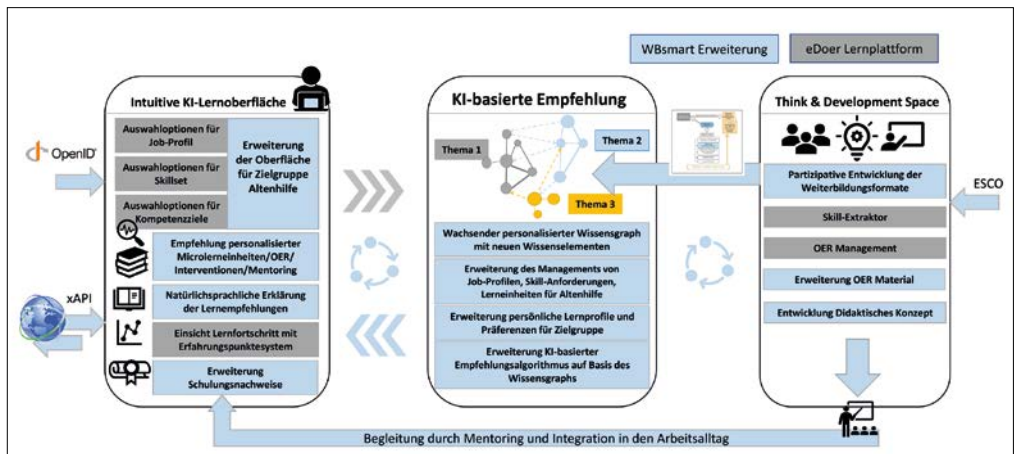 WBsmart Erweiterung
eDoer Lernplattform
Intuitive KI-Lernoberfläche
Auswahloptionen für
Job-Profil
Auswahloptionen für
Skillset
Auswahloptionen für
Kompetenzziele
Erweiterung
der Oberfläche
für Zielgruppe
Altenhilfe
Empfehlung personalisierter
Microlerneinheiten/OER/
Interventionen/Mentoring
Natürlichsprachliche Erklärung
der Lernempfehlungen
Einsicht Lernfortschritt mit
Erfahrungspunktesystem
Erweiterung
Schulungsnachweise
OpenID
xAPI
KI-basierte Empfehlung
Thema 1
Thema 2
Thema 3
Wachsender personalisierter Wissensgraph
mit neuen Wissenselementen
Erweiterung des Managements von
Job-Profilen, Skill-Anforderungen,
Lerneinheiten für Altenhilfe
Erweiterung persönliche Lernprofile und
Präferenzen für Zielgruppe
Erweiterung KI-basierter
Empfehlungsalgorithmus auf Basis des
Wissensgraphs
Think & Development Space
Partizipative Entwicklung der
Weiterbildungsformate
Skill-Extraktor
OER Management
Erweiterung OER Material
Entwicklung Didaktisches Konzept
ESCO
Begleitung durch Mentoring und Integration in den Arbeitsalltag